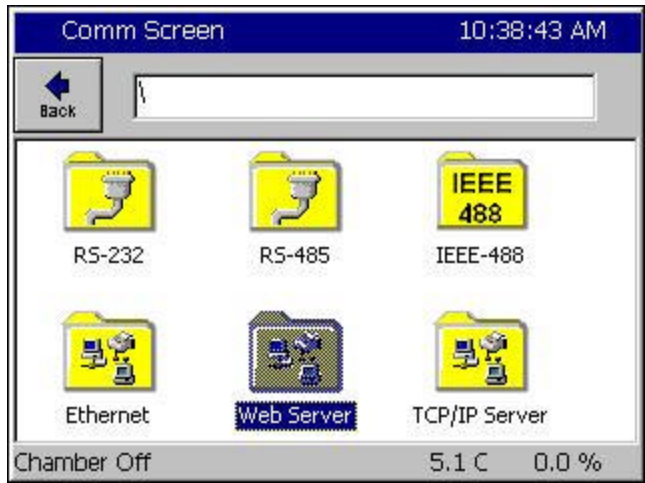 Comm Screen 10:38:43 AM
Back \
IEEE
488
RS-232 RS-485 IEEE-488
Ethernet Web Server TCP/IP Server
Chamber Off 5.1 C 0.0 %